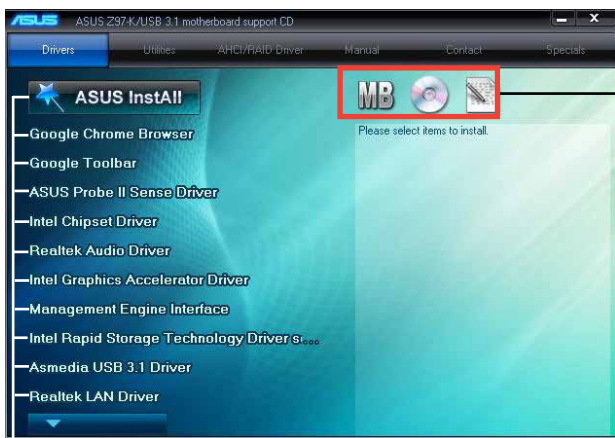 ASUS ASUS Z97-K/USB 3.1 motherboard support CD
Drivers Utilities AHCI/RAID Driver Manual Contact Specials
ASUS InstAll
MB
Please select items to install.
Google Chrome Browser
Google Toolbar
ASUS Probe II Sense Driver
Intel Chipset Driver
Realtek Audio Driver
Intel Graphics Accelerator Driver
Management Engine Interface
Intel Rapid Storage Technology Driver s....
Asmedia USB 3.1 Driver
Realtek LAN Driver